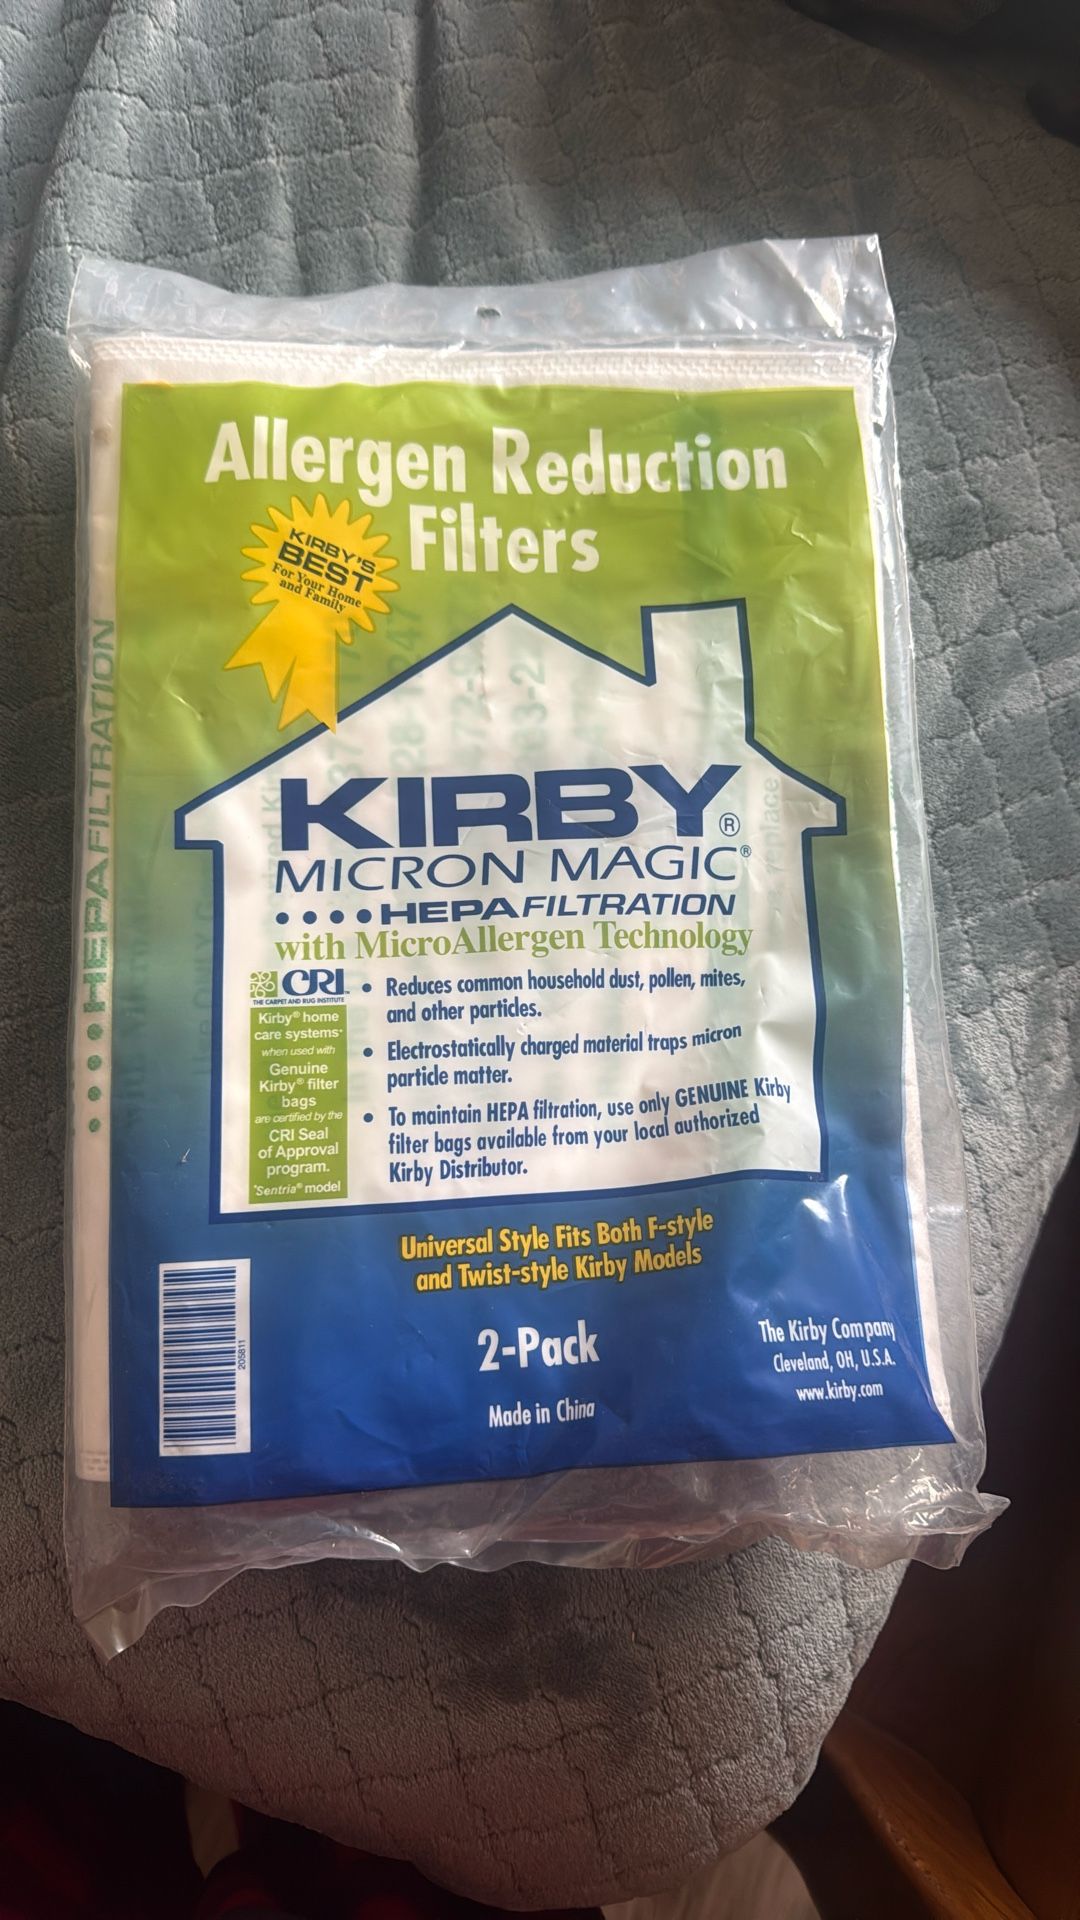 Allergen Reduction
Filters
KIRBY'S
BEST
For Your Home
and Family
KIRBY®
MICRON MAGIC®
HEPAFILTRATION
with MicroAllergen Technology
CRI
THE CARPET AND RUG INSTITUTE
Kirby® home
care systems*
when used with
Genuine
Kirby® filter
bags
are certified by the
CRI Seal
of Approval
program.
*Sentria® model
• Reduces common household dust, pollen, mites,
and other particles.
• Electrostatically charged material traps micron
particle matter.
• To maintain HEPA filtration, use only GENUINE Kirby
filter bags available from your local authorized
Kirby Distributor.
Universal Style Fits Both F-style
and Twist-style Kirby Models
2-Pack
Made in China
The Kirby Company
Cleveland, OH, U.S.A.
www.kirby.com
205811
HEPAFILTRATION